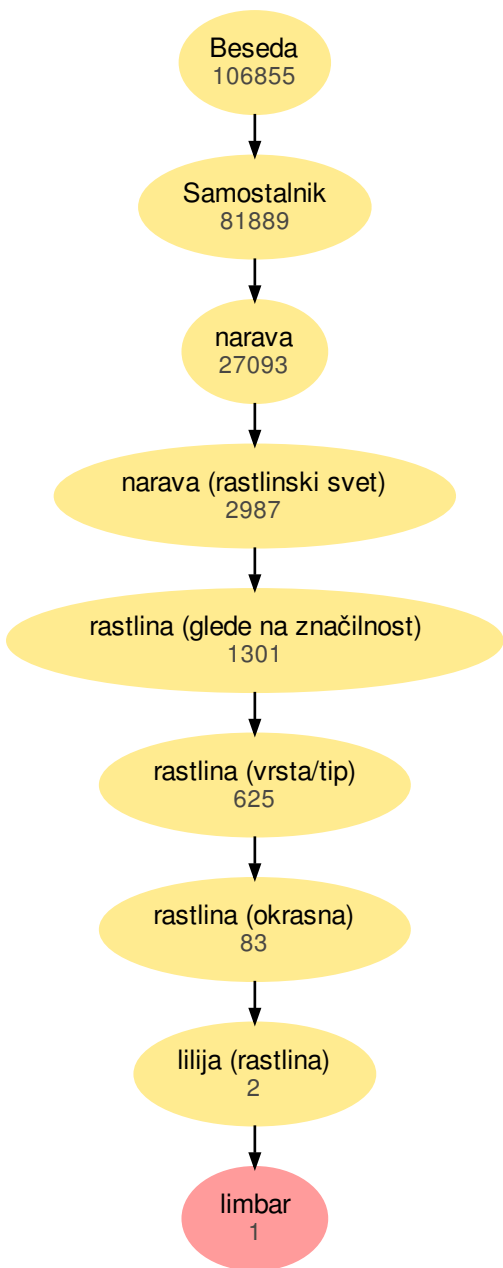 Beseda
106855
Samostalnik
81889
narava
27093
narava (rastlinski svet)
2987
rastlina (glede na značilnost)
1301
rastlina (vrsta/tip)
625
rastlina (okrasna)
83
lilija (rastlina)
2
limbar
1